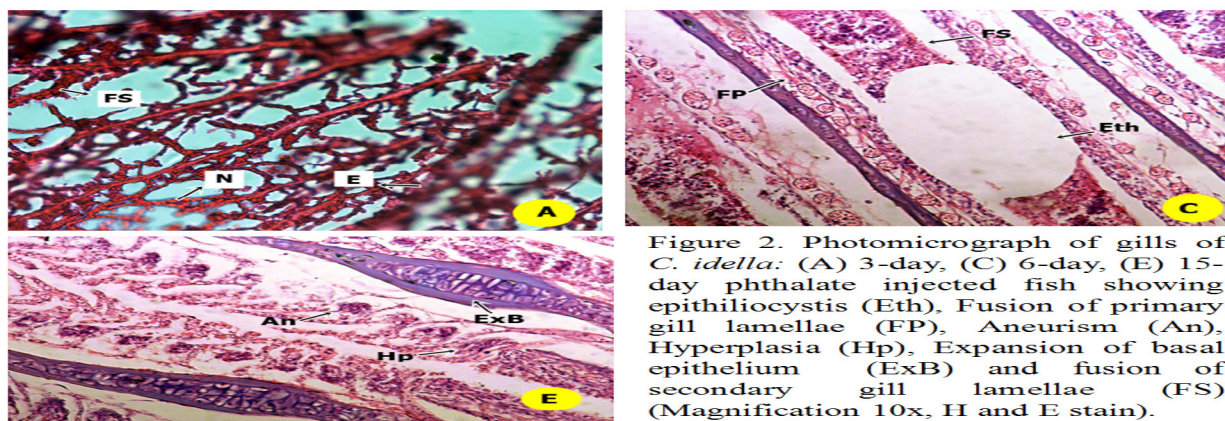 FS
N
E
A
FS
FP
Eth
C
An
ExB
Hp
E
Figure 2. Photomicrograph of gills of
C. idella: (A) 3-day, (C) 6-day, (E) 15-
day phthalate injected fish showing
epithiliocystis (Eth), Fusion of primary
gill lamellae (FP), Aneurism (An),
Hyperplasia (Hp), Expansion of basal
epithelium (ExB) and fusion of
secondary gill lamellae (FS)
(Magnification 10x, H and E stain).